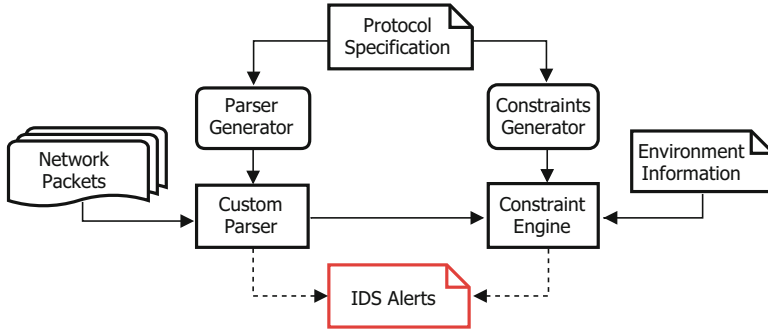 Protocol
Specification
Parser
Generator
Constraints
Generator
Network
Packets
Environment
Information
Custom
Parser
Constraint
Engine
IDS Alerts